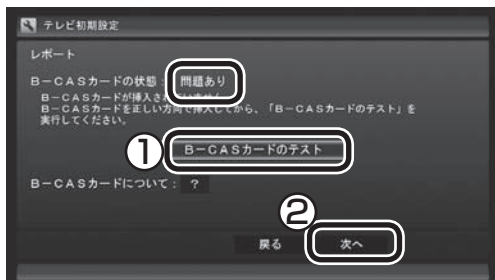 テレビ初期設定
レポート
B−CASカードの状態： 問題あり
B−CASカードが挿入されていません。
B−CASカードを正しい方向で挿入してから、「B−CASカードのテスト」を
実行してください。
① B−CASカードのテスト
B−CASカードについて： ？
②
戻る 次へ